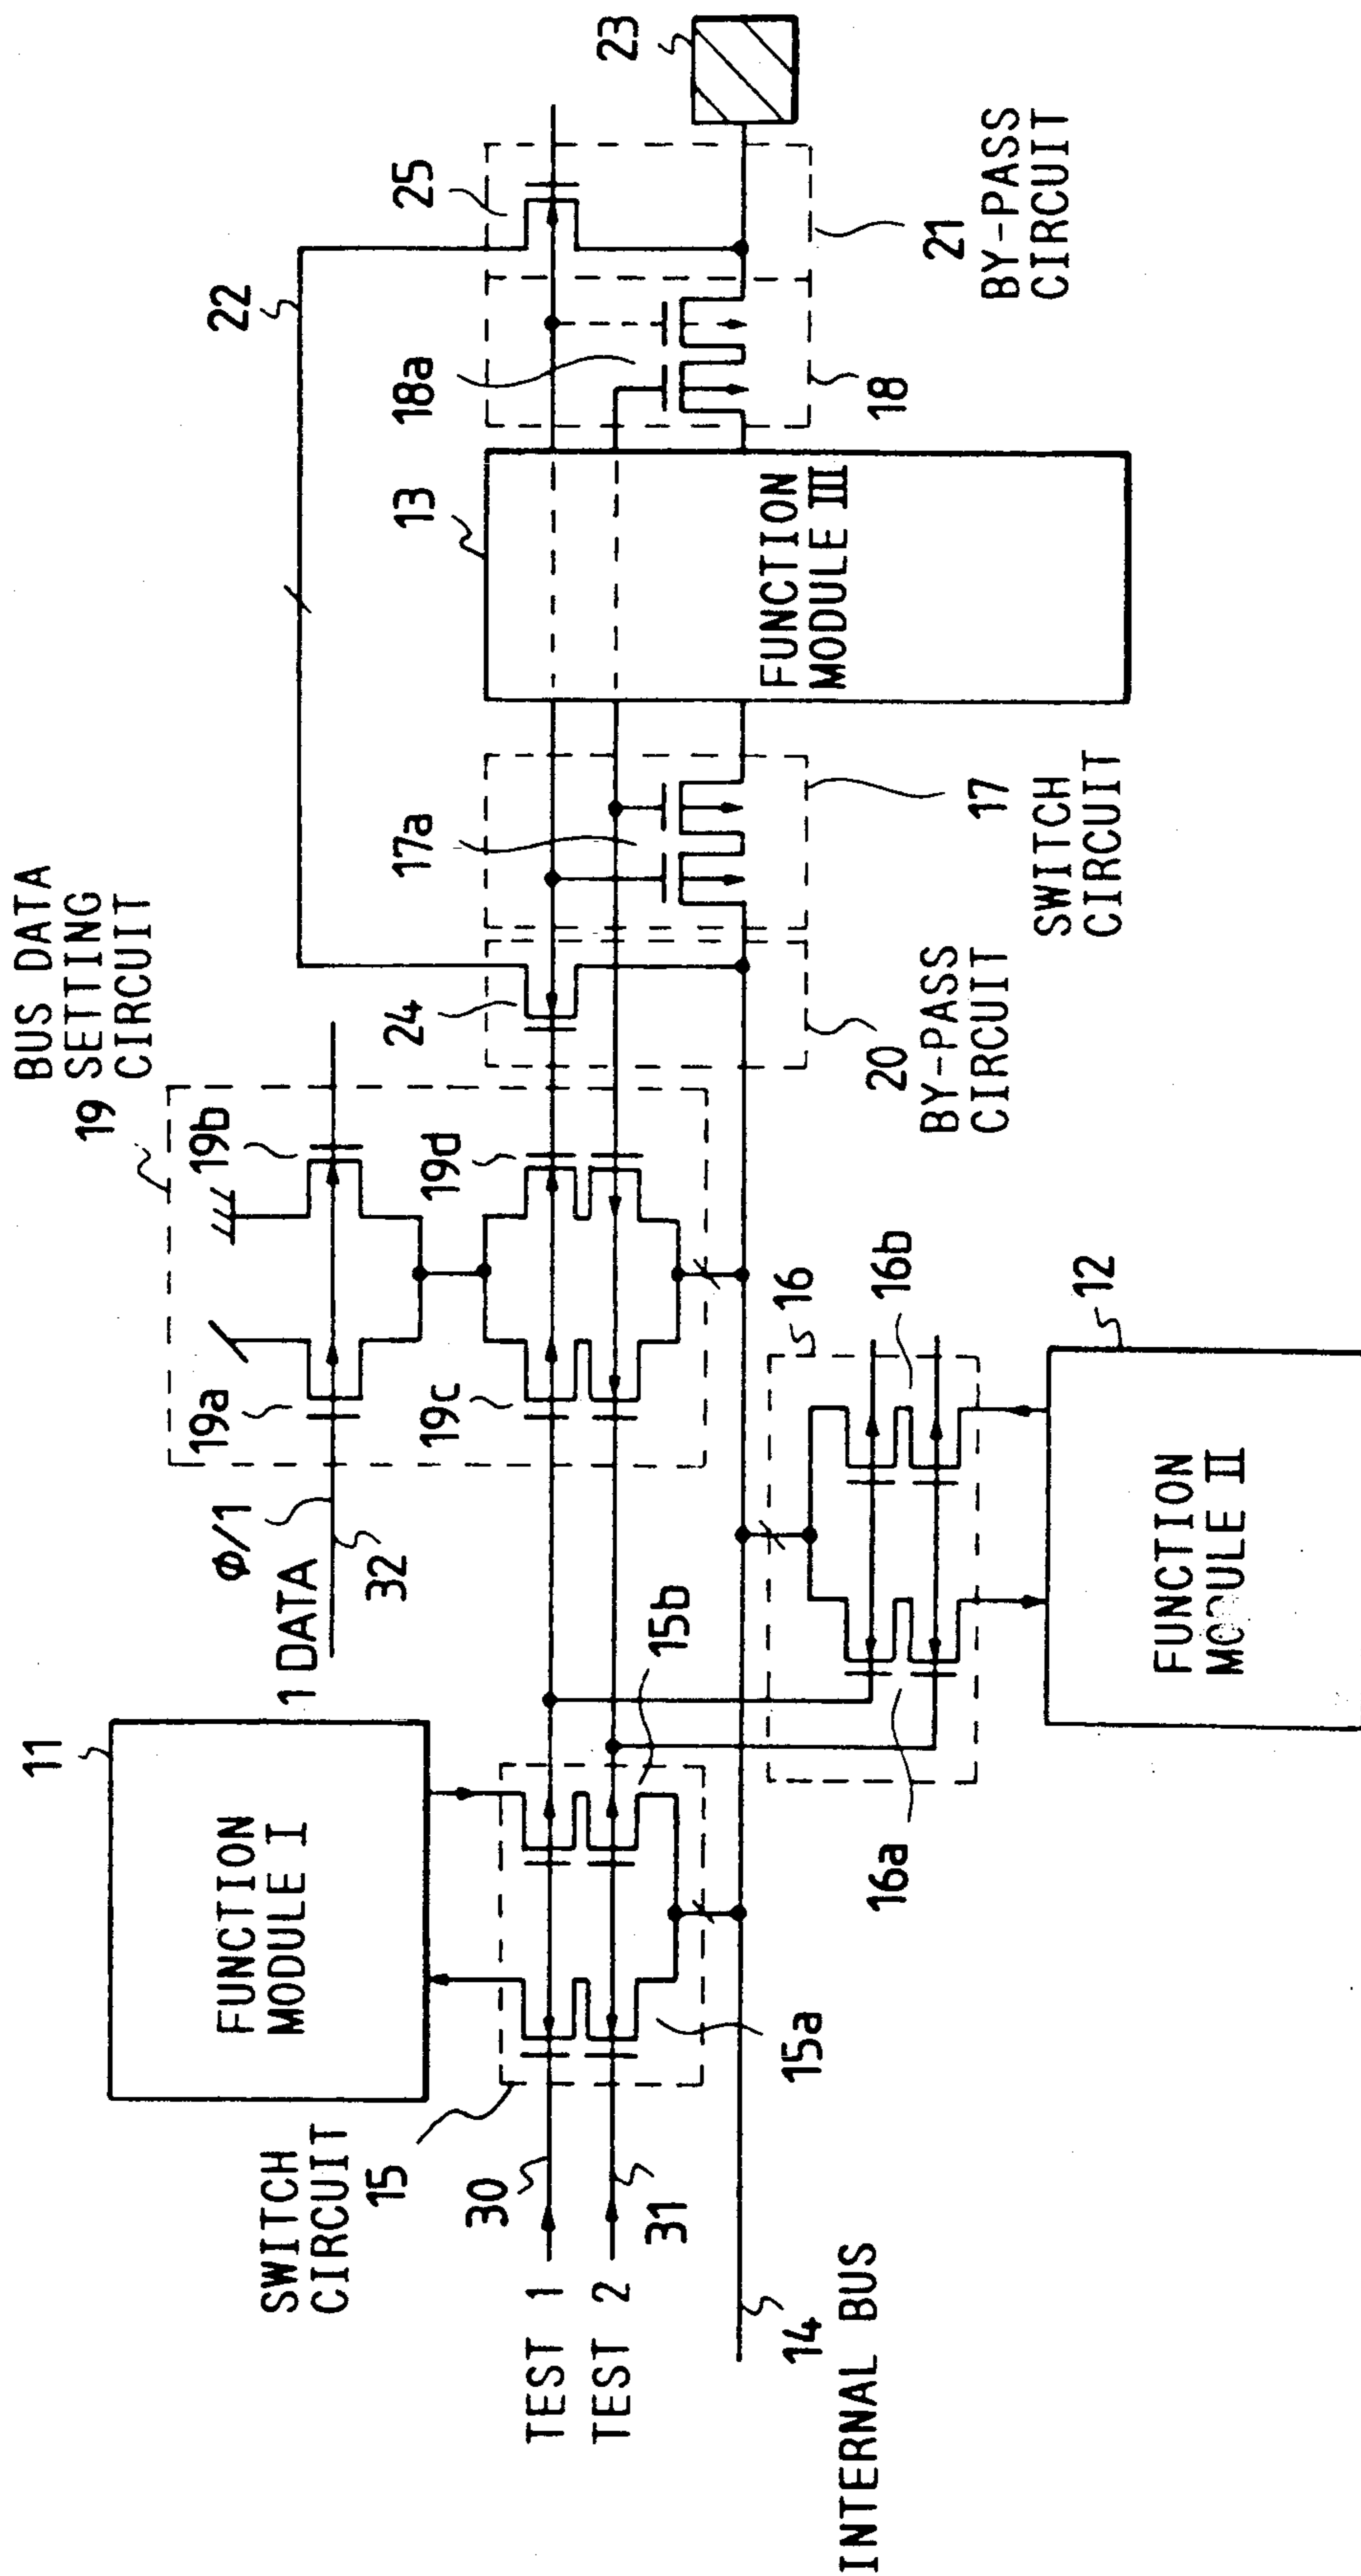 BUS DATA
SETTING
CIRCUIT
19
19a
19b
19c
19d
φ/1
1 DATA
32
11
FUNCTION
MODULE I
SWITCH
CIRCUIT
15
15a
15b
30
TEST 1
TEST 2
31
14
INTERNAL BUS
16
16a
16b
12
FUNCTION
MODULE II
22
24
20
BY-PASS
CIRCUIT
17a
17
SWITCH
CIRCUIT
13
FUNCTION
MODULE III
18a
18
25
21
BY-PASS
CIRCUIT
23